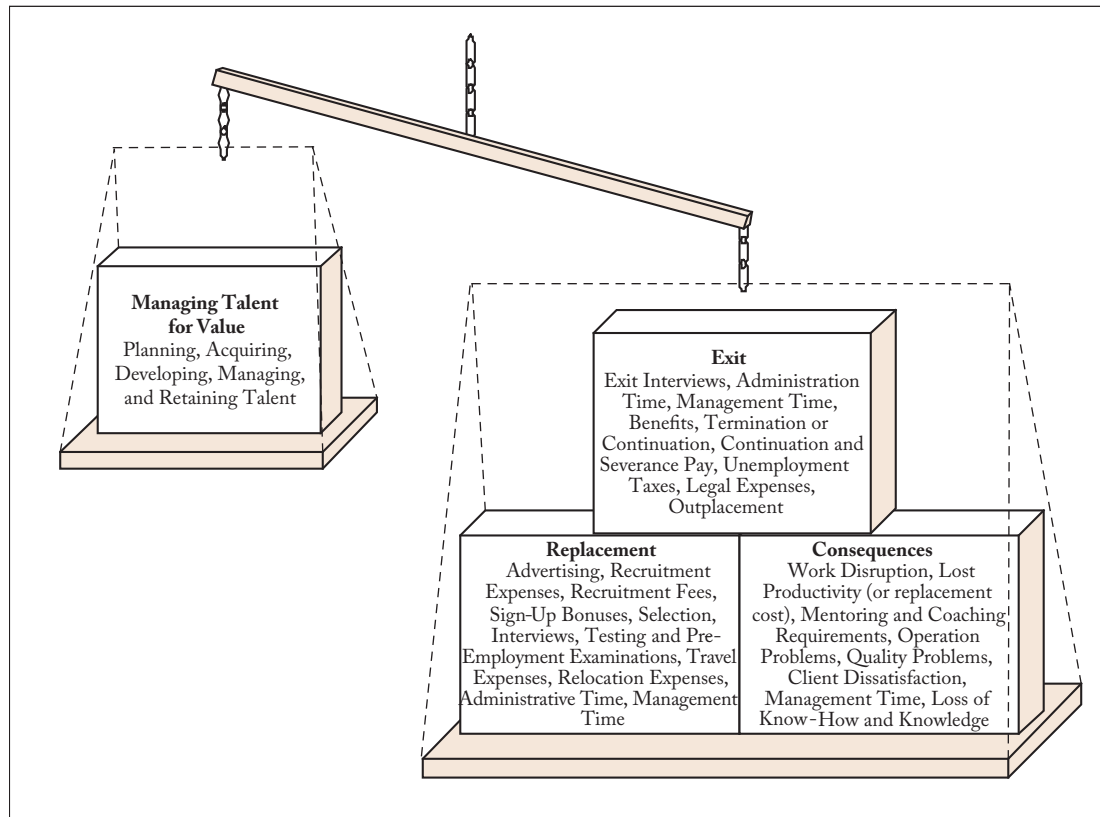 Managing Talent
for Value
Planning, Acquiring,
Developing, Managing,
and Retaining Talent
Exit
Exit Interviews, Administration
Time, Management Time,
Benefits, Termination or
Continuation, Continuation and
Severance Pay, Unemployment
Taxes, Legal Expenses,
Outplacement
Replacement
Advertising, Recruitment
Expenses, Recruitment Fees,
Sign-Up Bonuses, Selection,
Interviews, Testing and Pre-
Employment Examinations, Travel
Expenses, Relocation Expenses,
Administrative Time, Management
Time
Consequences
Work Disruption, Lost
Productivity (or replacement
cost), Mentoring and Coaching
Requirements, Operation
Problems, Quality Problems,
Client Dissatisfaction,
Management Time, Loss of
Know-How and Knowledge